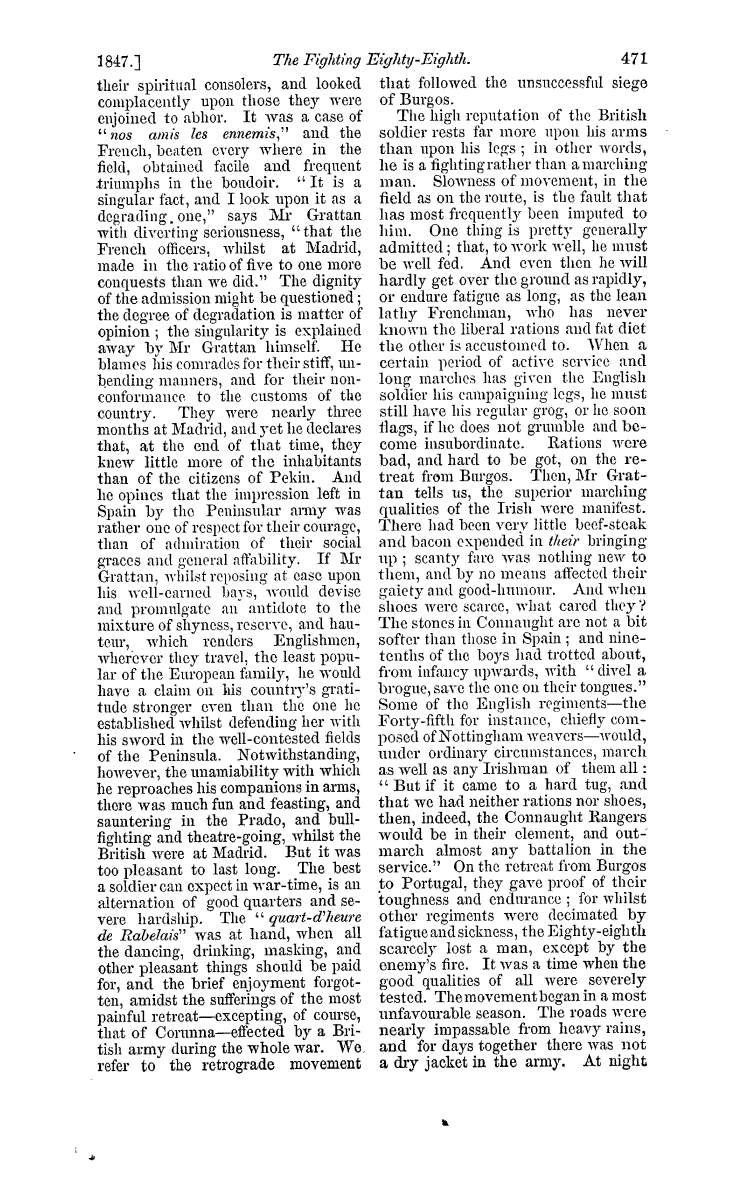 1847.] The Fighting Eighty-Eighth. 471
their spiritual consolers, and looked
complacently upon those they were
enjoined to abhor. It was a case of
"nos amis les ennemis," and the
French, beaten every where in the
field, obtained facile and frequent
triumphs in the boudoir. "It is a
singular fact, and I look upon it as a
degrading one," says Mr Grattan
with diverting seriousness, "that the
French officers, whilst at Madrid,
made in the ratio of five to one more
conquests than we did." The dignity
of the admission might be questioned;
the degree of degradation is matter of
opinion; the singularity is explained
away by Mr Grattan himself. He
blames his comrades for their stiff, un-
bending manners, and for their non-
conformance to the customs of the
country. They were nearly three
months at Madrid, and yet he declares
that, at the end of that time, they
knew little more of the inhabitants
than of the citizens of Pekin. And
he opines that the impression left in
Spain by the Peninsular army was
rather one of respect for their courage,
than of admiration of their social
graces and general affability. If Mr
Grattan, whilst reposing at ease upon
his well-earned bays, would devise
and promulgate an antidote to the
mixture of shyness, reserve, and hau-
teur, which renders Englishmen,
wherever they travel, the least popu-
lar of the European family, he would
have a claim on his country's grati-
tude stronger even than the one he
established whilst defending her with
his sword in the well-contested fields
of the Peninsula. Notwithstanding,
however, the unamiability with which
he reproaches his companions in arms,
there was much fun and feasting, and
sauntering in the Prado, and bull-
fighting and theatre-going, whilst the
British were at Madrid. But it was
too pleasant to last long. The best
a soldier can expect in war-time, is an
alternation of good quarters and se-
vere hardship. The "quart-d'heure
de Rabelais" was at hand, when all
the dancing, drinking, masking, and
other pleasant things should be paid
for, and the brief enjoyment forgot-
ten, amidst the sufferings of the most
painful retreat—excepting, of course,
that of Corunna—effected by a Bri-
tish army during the whole war. We
refer to the retrograde movement
that followed the unsuccessful siege
of Burgos.
The high reputation of the British
soldier rests far more upon his arms
than upon his legs; in other words,
he is a fighting rather than a marching
man. Slowness of movement, in the
field as on the route, is the fault that
has most frequently been imputed to
him. One thing is pretty generally
admitted; that, to work well, he must
be well fed. And even then he will
hardly get over the ground as rapidly,
or endure fatigue as long, as the lean
lathy Frenchman, who has never
known the liberal rations and fat diet
the other is accustomed to. When a
certain period of active service and
long marches has given the English
soldier his campaigning legs, he must
still have his regular grog, or he soon
flags, if he does not grumble and be-
come insubordinate. Rations were
bad, and hard to be got, on the re-
treat from Burgos. Then, Mr Grat-
tan tells us, the superior marching
qualities of the Irish were manifest.
There had been very little beef-steak
and bacon expended in their bringing
up; scanty fare was nothing new to
them, and by no means affected their
gaiety and good-humour. And when
shoes were scarce, what cared they?
The stones in Connaught are not a bit
softer than those in Spain; and nine-
tenths of the boys had trotted about,
from infancy upwards, with "divel a
brogue, save the one on their tongues."
Some of the English regiments—the
Forty-fifth for instance, chiefly com-
posed of Nottingham weavers—would,
under ordinary circumstances, march
as well as any Irishman of them all:
"But if it came to a hard tug, and
that we had neither rations nor shoes,
then, indeed, the Connaught Rangers
would be in their element, and out-
march almost any battalion in the
service." On the retreat from Burgos
to Portugal, they gave proof of their
toughness and endurance; for whilst
other regiments were decimated by
fatigue and sickness, the Eighty-eighth
scarcely lost a man, except by the
enemy's fire. It was a time when the
good qualities of all were severely
tested. The movement began in a most
unfavourable season. The roads were
nearly impassable from heavy rains,
and for days together there was not
a dry jacket in the army. At night